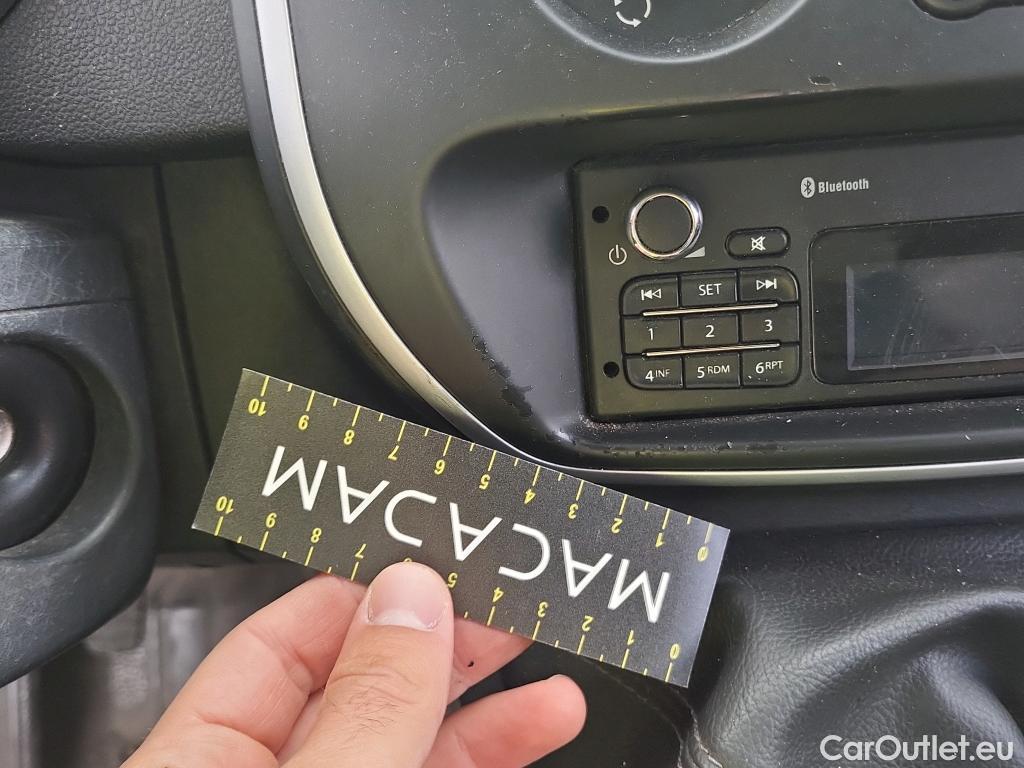 Bluetooth
SET
1 2 3
4 INF 5 RDM 6 RPT
10 9 8 7 6 5 4 3 2 1 0
MACADAM
10 9 8 7 5 4 3 2 1 0
CarOutlet.eu